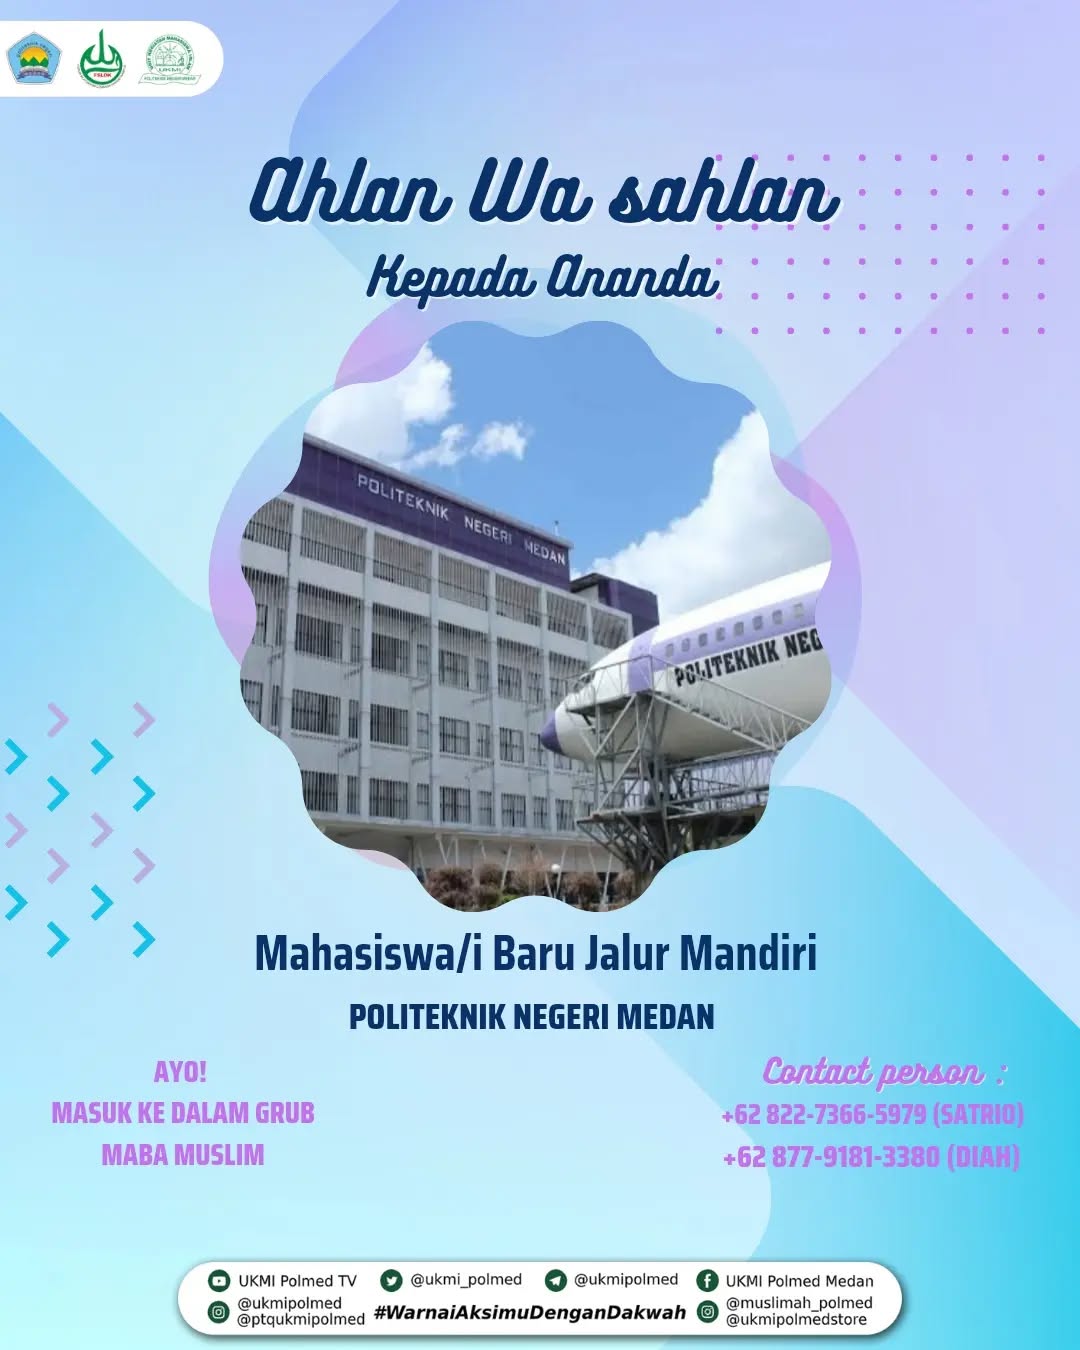 FSLDK
Ahlan Wa sahlan
Kepada Ananda
POLITEKNIK NEGERI MEDAN
POLITEKNIK NEG
Mahasiswa/i Baru Jalur Mandiri
POLITEKNIK NEGERI MEDAN
AYO!
MASUK KE DALAM GRUB
MABA MUSLIM
Contact person :
+62 822-7366-5979 (SATRIO)
+62 877-9181-3380 (DIAH)
UKMI Polmed TV @ukmi_polmed @ukmipolmed UKMI Polmed Medan
@ukmipolmed
@ptqukmipolmed
#WarnaiAksimuDenganDakwah
@muslimah_polmed
@ukmipolmedstore